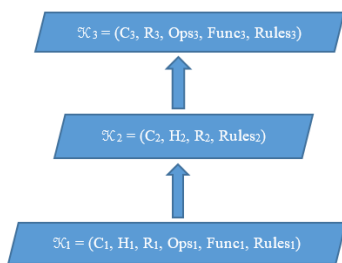 𝒦₃ = (C₃, R₃, Ops₃, Func₃, Rules₃)
𝒦₂ = (C₂, H₂, R₂, Rules₂)
𝒦₁ = (C₁, H₁, R₁, Ops₁, Func₁, Rules₁)